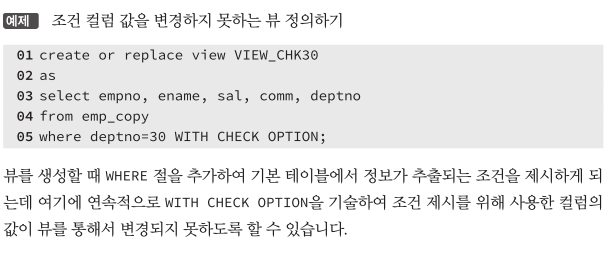 예제 조건 컬럼 값을 변경하지 못하는 뷰 정의하기
01 create or replace view VIEW_CHK30
02 as
03 select empno, ename, sal, comm, deptno
04 from emp_copy
05 where deptno=30 WITH CHECK OPTION;
뷰를 생성할 때 WHERE 절을 추가하여 기본 테이블에서 정보가 추출되는 조건을 제시하게 되
는데 여기에 연속적으로 WITH CHECK OPTION을 기술하여 조건 제시를 위해 사용한 컬럼의
값이 뷰를 통해서 변경되지 못하도록 할 수 있습니다.